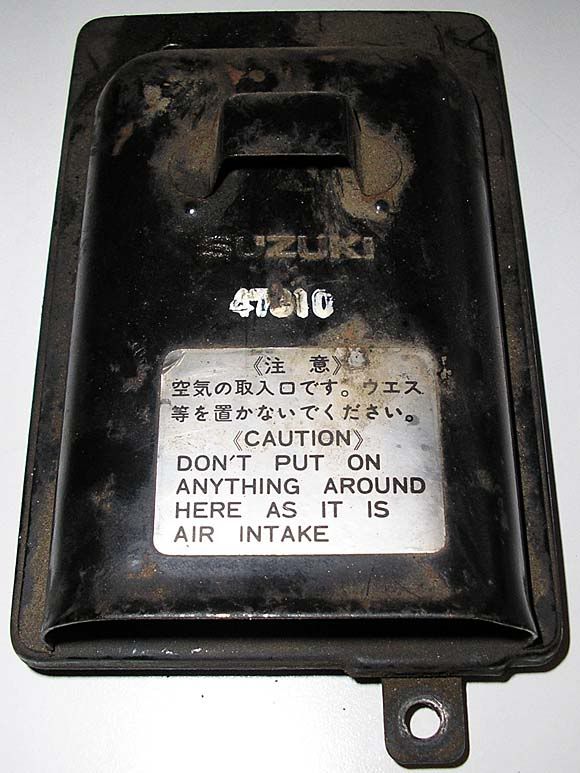 SUZUKI
《注 意》
空気の取入口です。ウエス
等を置かないでください。
《CAUTION》
DON'T PUT ON
ANYTHING AROUND
HERE AS IT IS
AIR INTAKE